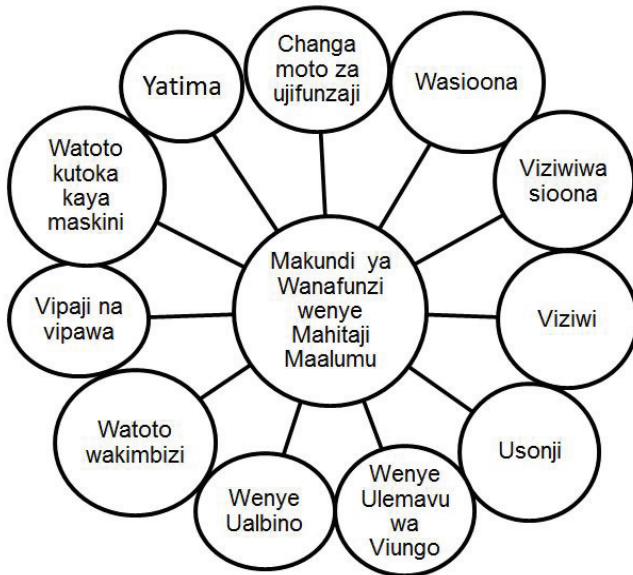 Makundi ya
Wanafunzi
wenye
Mahitaji
Maalumu
Changa
moto za
ujifunzaji
Wasioona
Viziwiwa
sioona
Viziwi
Usonji
Wenye
Ulemavu
wa
Viungo
Wenye
Ualbino
Watoto
wakimbizi
Vipaji na
vipawa
Watoto
kutoka
kaya
maskini
Yatima